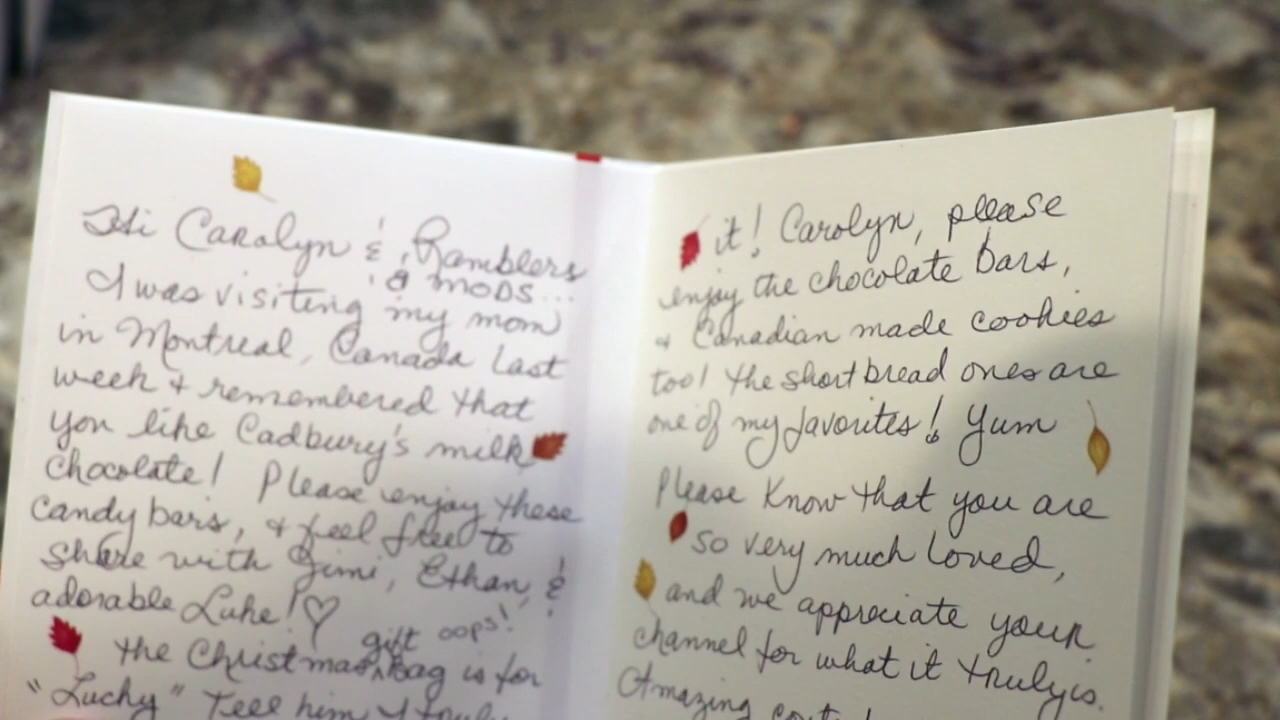 Hi Carolyn & Ramblers
& MODS...
I was visiting my mom
in Montreal, Canada last
week & remembered that
you like Cadbury's milk
chocolate! Please enjoy these
candy bars, & feel free to
share with Jimi, Ethan, &
adorable Luke! ♡
gift oops!
The Christmas Bag is for
"Lucky" Tell him I truly
it! Carolyn, please
enjoy the chocolate bars,
& Canadian made cookies
too! The shortbread ones are
one of my favorites! Yum
Please Know that you are
so very much loved,
and we appreciate your
channel for what it truly is.
Amazing